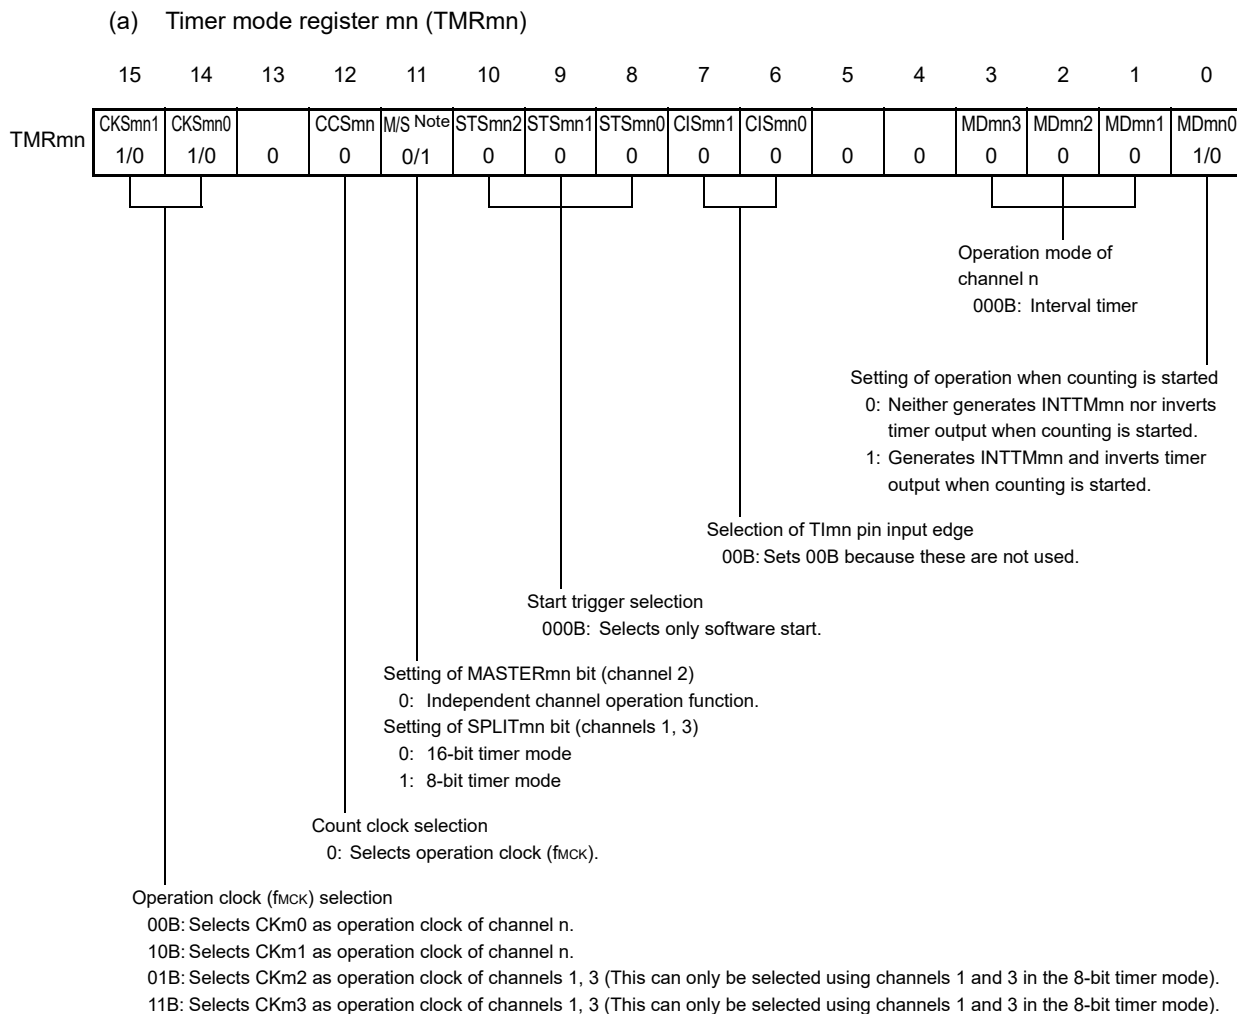 (a) Timer mode register mn (TMRmn)
15 14 13 12 11 10 9 8 7 6 5 4 3 2 1 0
TMRmn CKSmn1 CKSmn0 CCSmn M/S Note STSmn2 STSmn1 STSmn0 CISmn1 CISmn0 MDmn3 MDmn2 MDmn1 MDmn0
1/0 1/0 0 0 0/1 0 0 0 0 0 0 0 0 0 0 1/0
Operation mode of
channel n
000B: Interval timer
Setting of operation when counting is started
0: Neither generates INTTMmn nor inverts
timer output when counting is started.
1: Generates INTTMmn and inverts timer
output when counting is started.
Selection of TImn pin input edge
00B: Sets 00B because these are not used.
Start trigger selection
000B: Selects only software start.
Setting of MASTERmn bit (channel 2)
0: Independent channel operation function.
Setting of SPLITmn bit (channels 1, 3)
0: 16-bit timer mode
1: 8-bit timer mode
Count clock selection
0: Selects operation clock (fMCK).
Operation clock (fMCK) selection
00B: Selects CKm0 as operation clock of channel n.
10B: Selects CKm1 as operation clock of channel n.
01B: Selects CKm2 as operation clock of channels 1, 3 (This can only be selected using channels 1 and 3 in the 8-bit timer mode).
11B: Selects CKm3 as operation clock of channels 1, 3 (This can only be selected using channels 1 and 3 in the 8-bit timer mode).